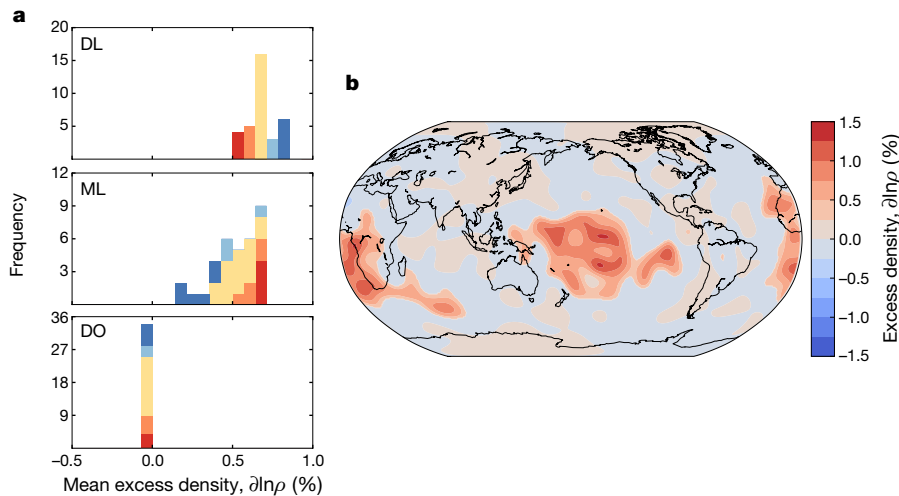 a
20
15
10
5
DL
12
9
6
3
ML
Frequency
36
27
18
9
DO
−0.5
0.0
0.5
1.0
Mean excess density, ∂lnρ (%)
b
1.5
1.0
0.5
0.0
−0.5
−1.0
−1.5
Excess density, ∂lnρ (%)